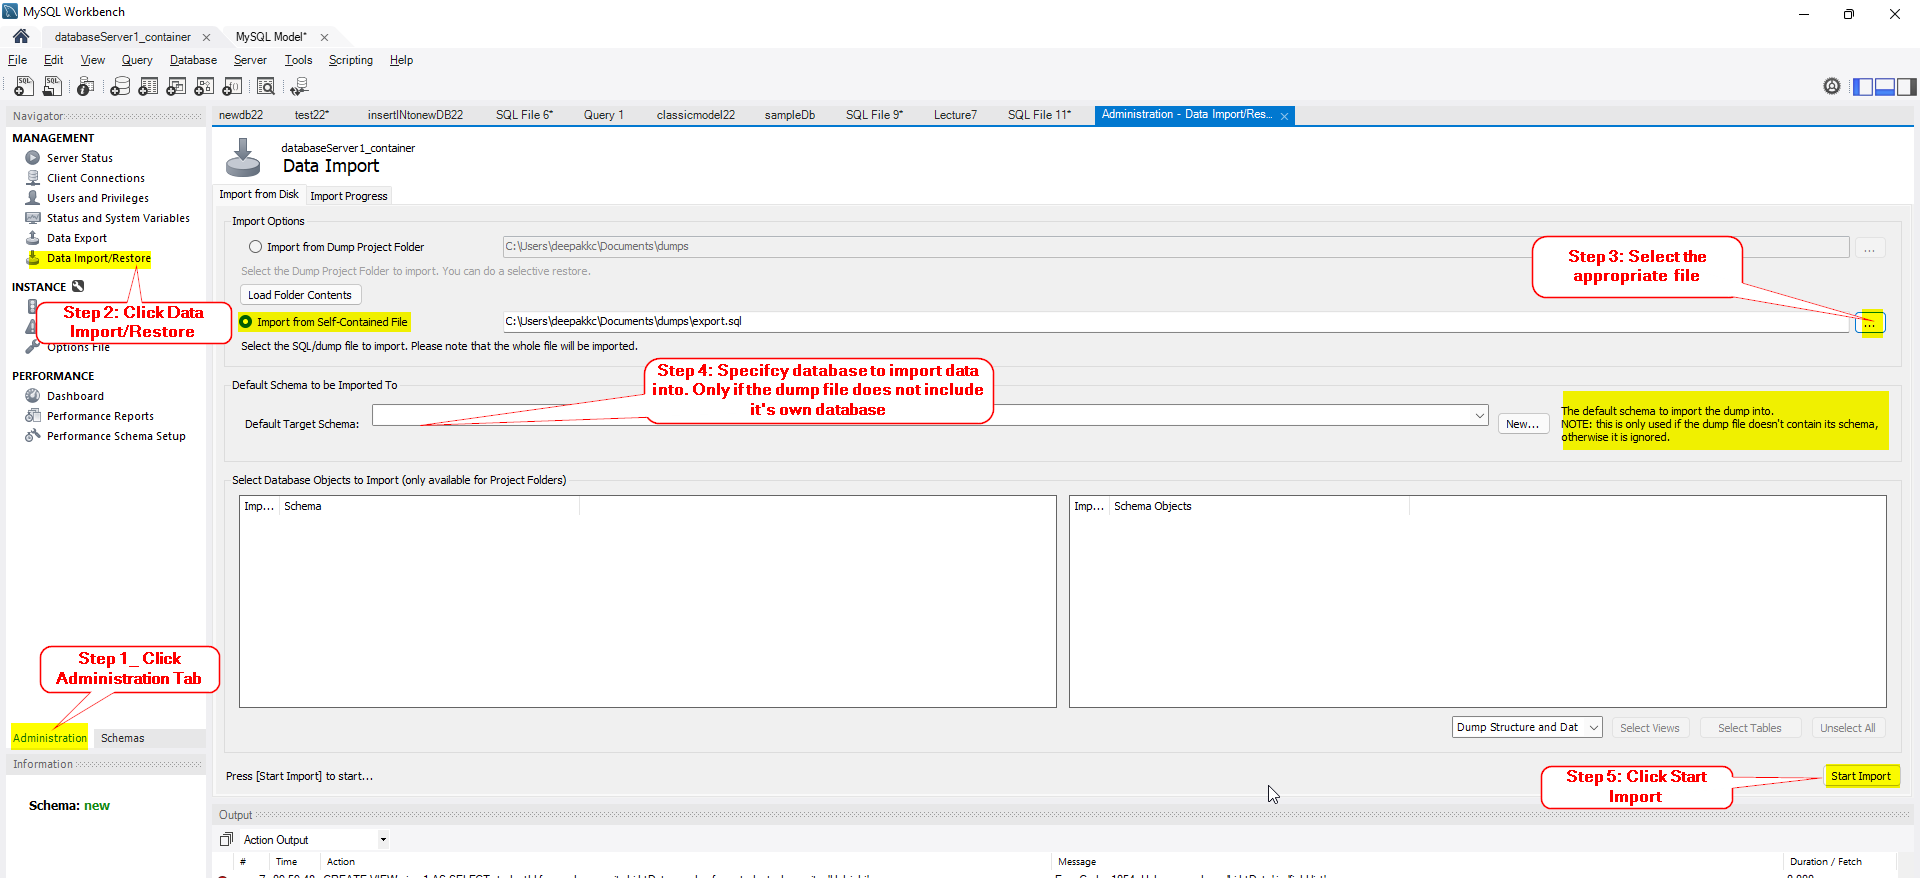 MySQL Workbench
databaseServer1_container
MySQL Model*
File Edit View Query Database Server Tools Scripting Help
Navigator
MANAGEMENT
Server Status
Client Connections
Users and Privileges
Status and System Variables
Data Export
Data Import/Restore
INSTANCE
Step 2: Click Data
Import/Restore
Options File
PERFORMANCE
Dashboard
Performance Reports
Performance Schema Setup
Step 1_ Click
Administration Tab
Administration Schemas
Information
Schema: new
newdb22 test22* insertINtonewDB22 SQL File 6* Query 1 classicmodel22 sampleDb SQL File 9* Lecture7 SQL File 11* Administration - Data Import/Res...
databaseServer1_container
Data Import
Import from Disk Import Progress
Import Options
Import from Dump Project Folder C:\Users\deepakkc\Documents\dumps ...
Select the Dump Project Folder to import. You can do a selective restore.
Load Folder Contents
Step 3: Select the
appropriate file
Import from Self-Contained File C:\Users\deepakkc\Documents\dumps\export.sql ...
Select the SQL/dump file to import. Please note that the whole file will be imported.
Step 4: Specifcy database to import data
into. Only if the dump file does not include
it's own database
Default Schema to be Imported To
Default Target Schema: New...
The default schema to import the dump into.
NOTE: this is only used if the dump file doesn't contain its schema,
otherwise it is ignored.
Select Database Objects to Import (only available for Project Folders)
Imp... Schema
Imp... Schema Objects
Dump Structure and Dat Select Views Select Tables Unselect All
Press [Start Import] to start...
Step 5: Click Start
Import
Start Import
Output
Action Output
# Time Action Message Duration / Fetch